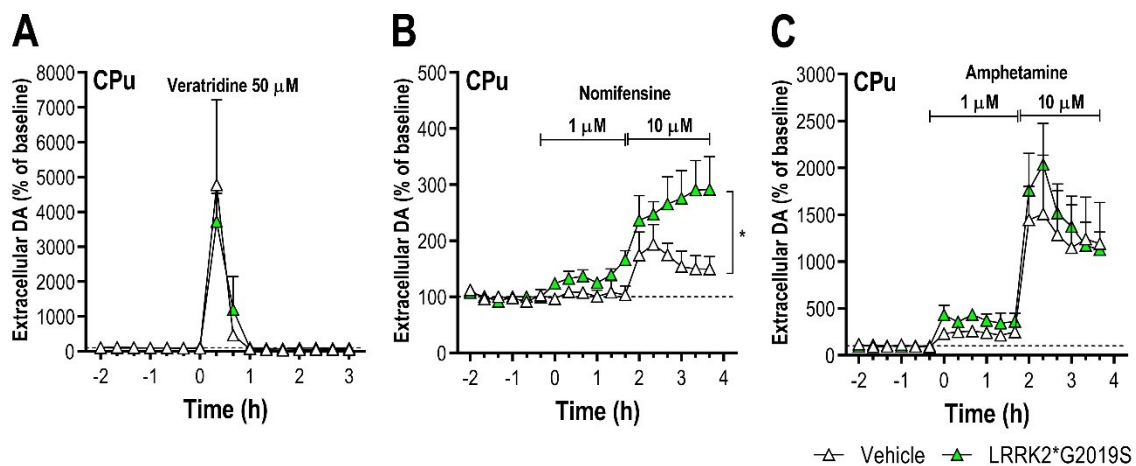 A
CPu
Veratridine 50 μM
Extracellular DA (% of baseline)
8000
7000
6000
5000
4000
3000
2000
1000
0
-2 -1 0 1 2 3
Time (h)
B
CPu
Nomifensine
1 μM 10 μM
Extracellular DA (% of baseline)
500
400
300
200
100
0
*
-2 -1 0 1 2 3 4
Time (h)
C
CPu
Amphetamine
1 μM 10 μM
Extracellular DA (% of baseline)
3000
2500
2000
1500
1000
500
0
-2 -1 0 1 2 3 4
Time (h)
Vehicle LRRK2*G2019S